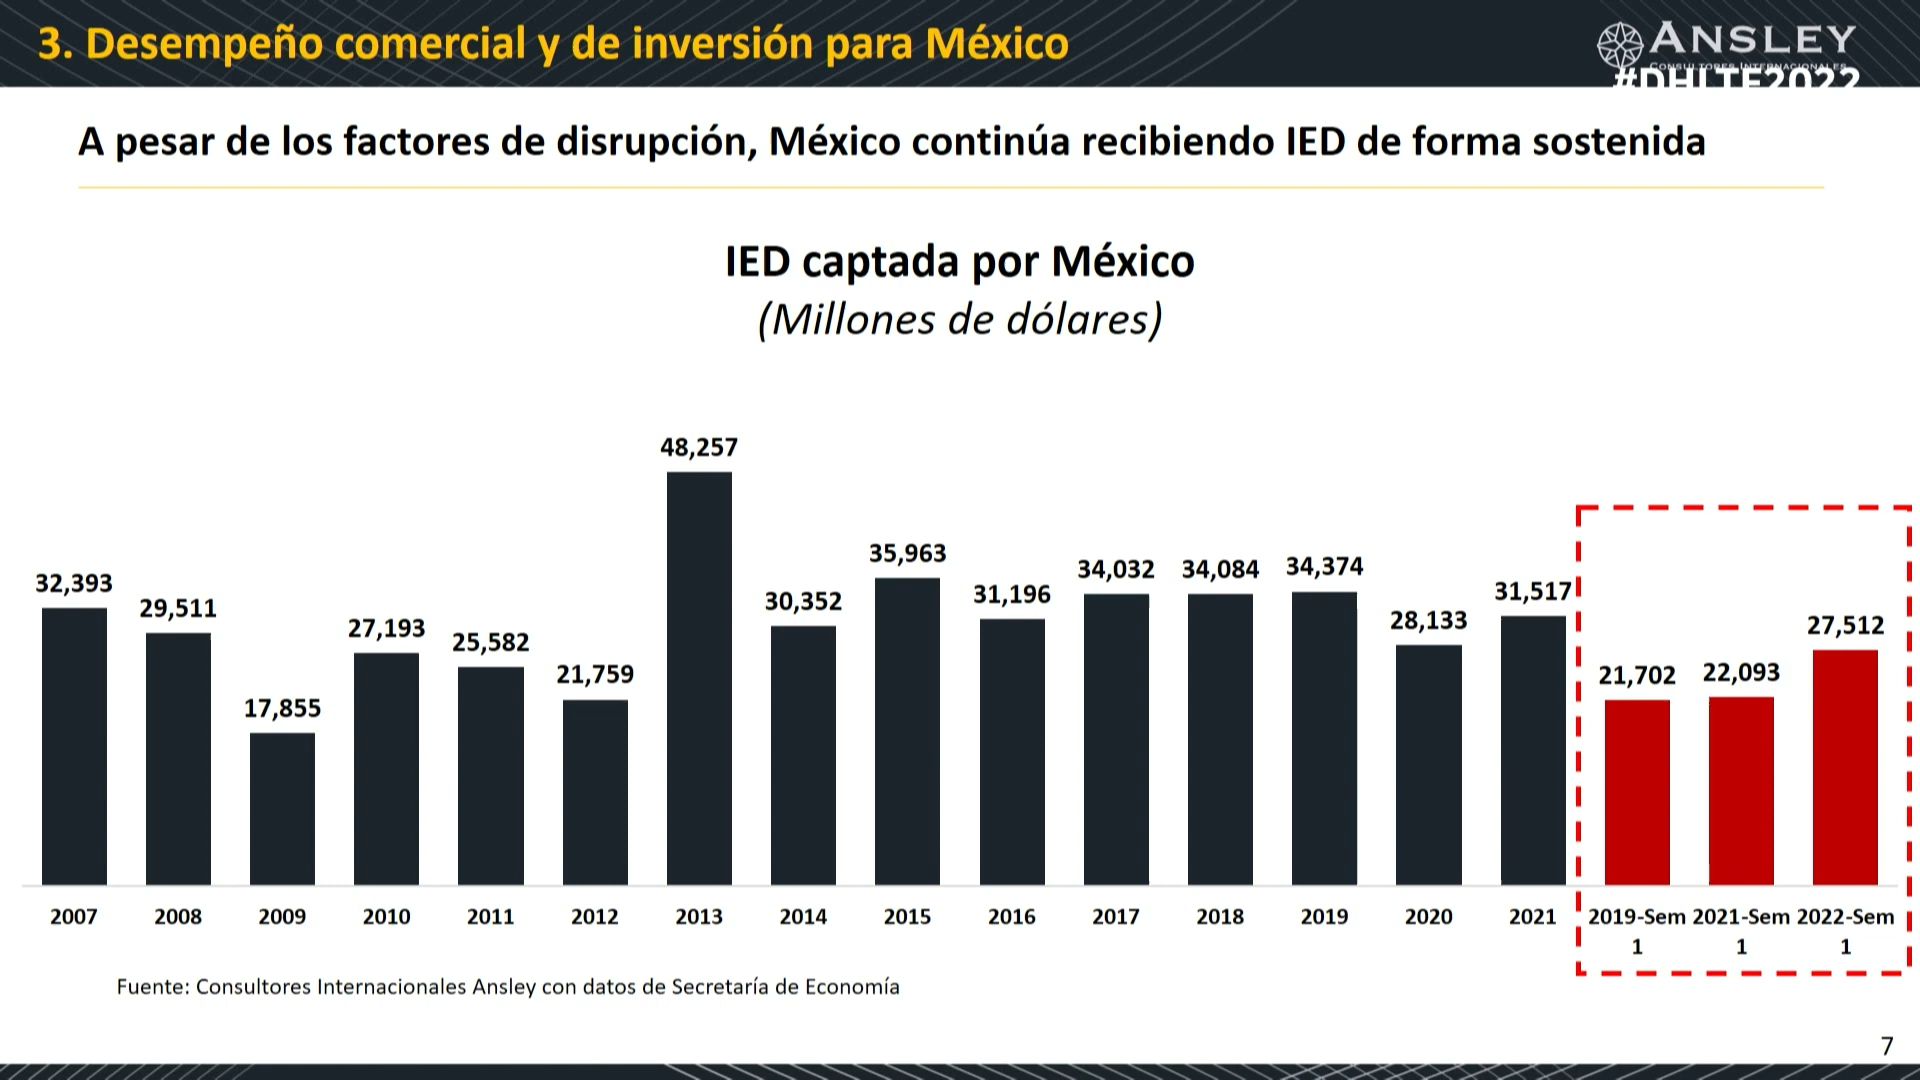 3. Desempeño comercial y de inversión para México
ANSLEY
CONSULTORES INTERNACIONALES
#DHLTF2022
A pesar de los factores de disrupción, México continúa recibiendo IED de forma sostenida
IED captada por México
(Millones de dólares)
48,257
35,963
34,032 34,084 34,374
32,393
31,517
31,196
30,352
29,511
28,133
27,193
27,512
25,582
21,759
21,702 22,093
17,855
2007 2008 2009 2010 2011 2012 2013 2014 2015 2016 2017 2018 2019 2020 2021 2019-Sem 2021-Sem 2022-Sem
1 1 1
Fuente: Consultores Internacionales Ansley con datos de Secretaría de Economía
7